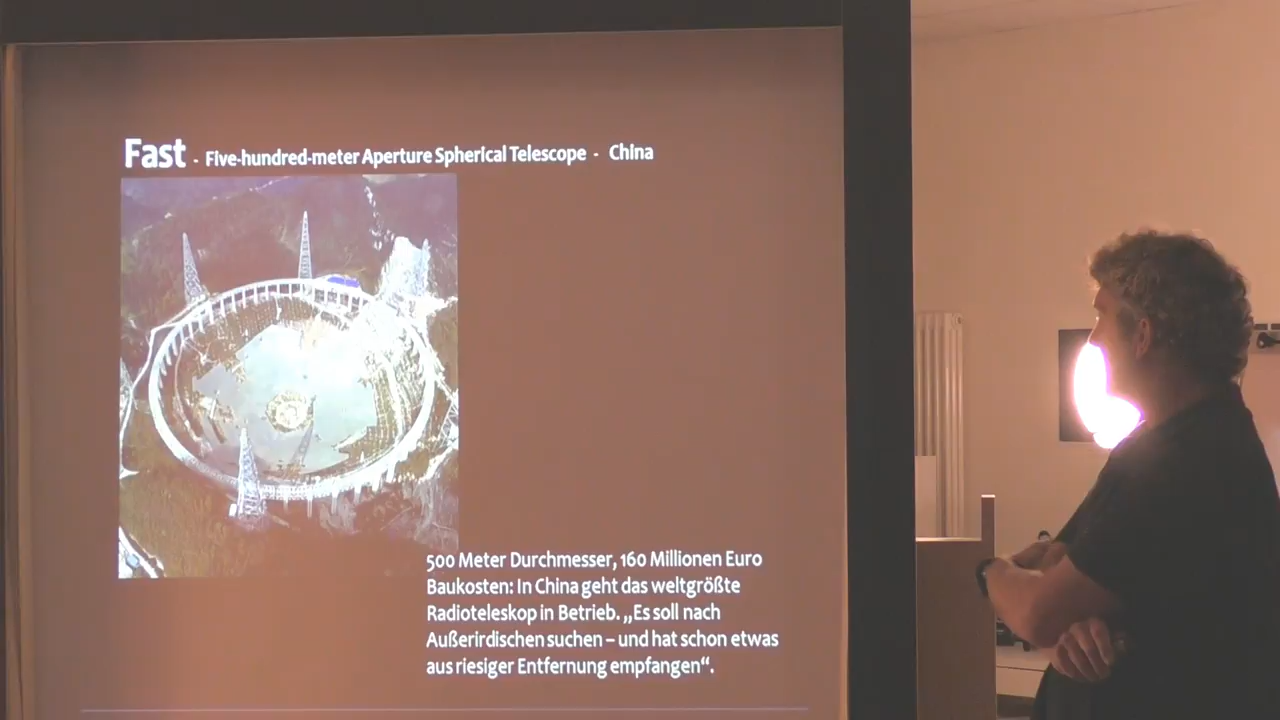 Fast - Five-hundred-meter Aperture Spherical Telescope - China
500 Meter Durchmesser, 160 Millionen Euro
Baukosten: In China geht das weltgrößte
Radioteleskop in Betrieb. „Es soll nach
Außerirdischen suchen – und hat schon etwas
aus riesiger Entfernung empfangen“.